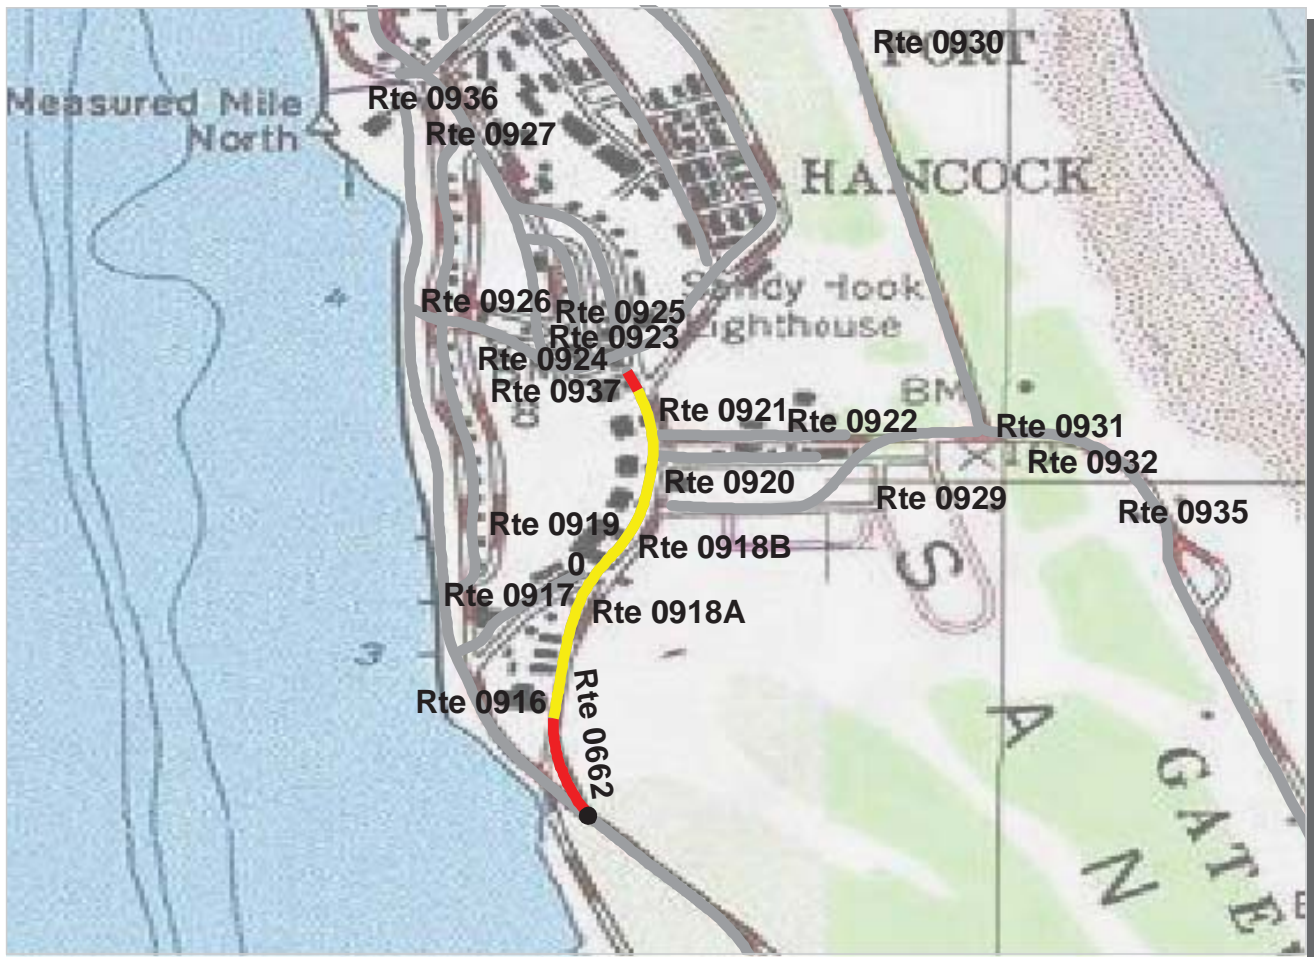 Rte 0930
FORT
Measured Mile
North
Rte 0936
Rte 0927
HANCOCK
4
Rte 0926
Rte 0925
Sandy Hook
Lighthouse
Rte 0923
Rte 0924
Rte 0937
BM
Rte 0921
Rte 0922
Rte 0931
Rte 0932
Rte 0920
Rte 0929
Rte 0935
Rte 0919
Rte 0918B
0
S
Rte 0917
Rte 0918A
3
Rte 0916
Rte 0662
A
N
GATE